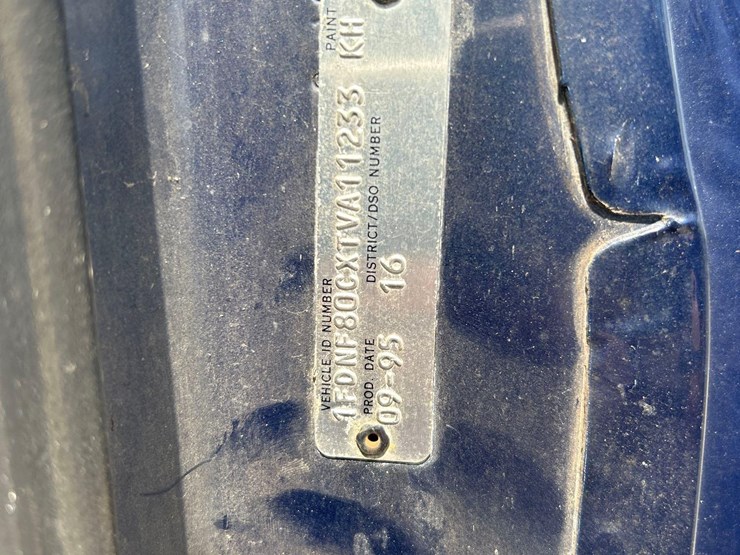 VEHICLE ID NUMBER PAINT
1FDNF80CXTVA11233 KH
PROD. DATE DISTRICT/DSO NUMBER
09-95 16